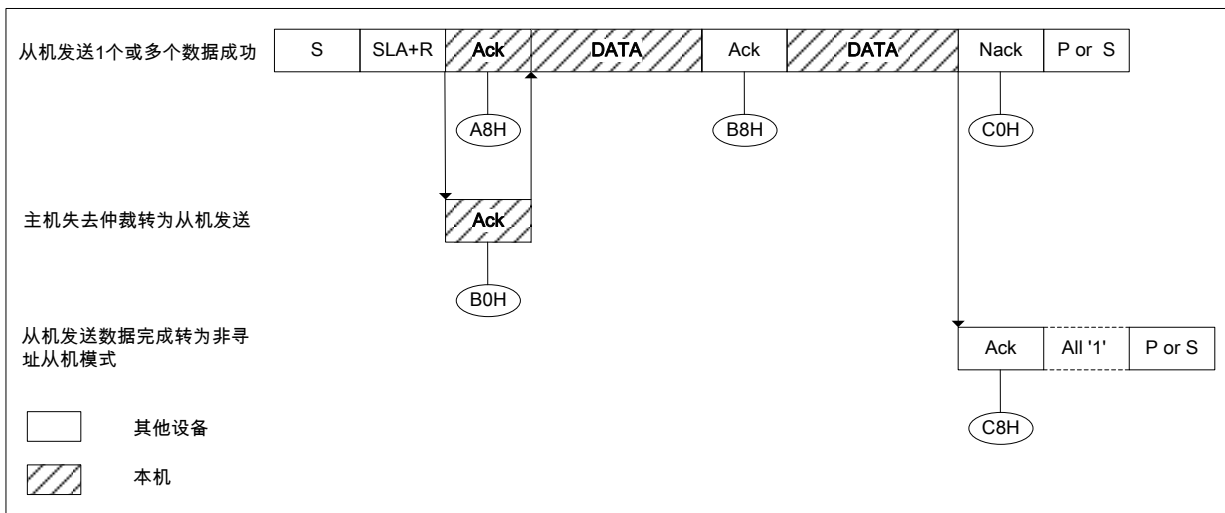 从机发送1个或多个数据成功
S SLA+R Ack DATA Ack DATA Nack P or S
A8H B8H C0H
主机失去仲裁转为从机发送
Ack
B0H
从机发送数据完成转为非寻
址从机模式
Ack All '1' P or S
C8H
其他设备
本机